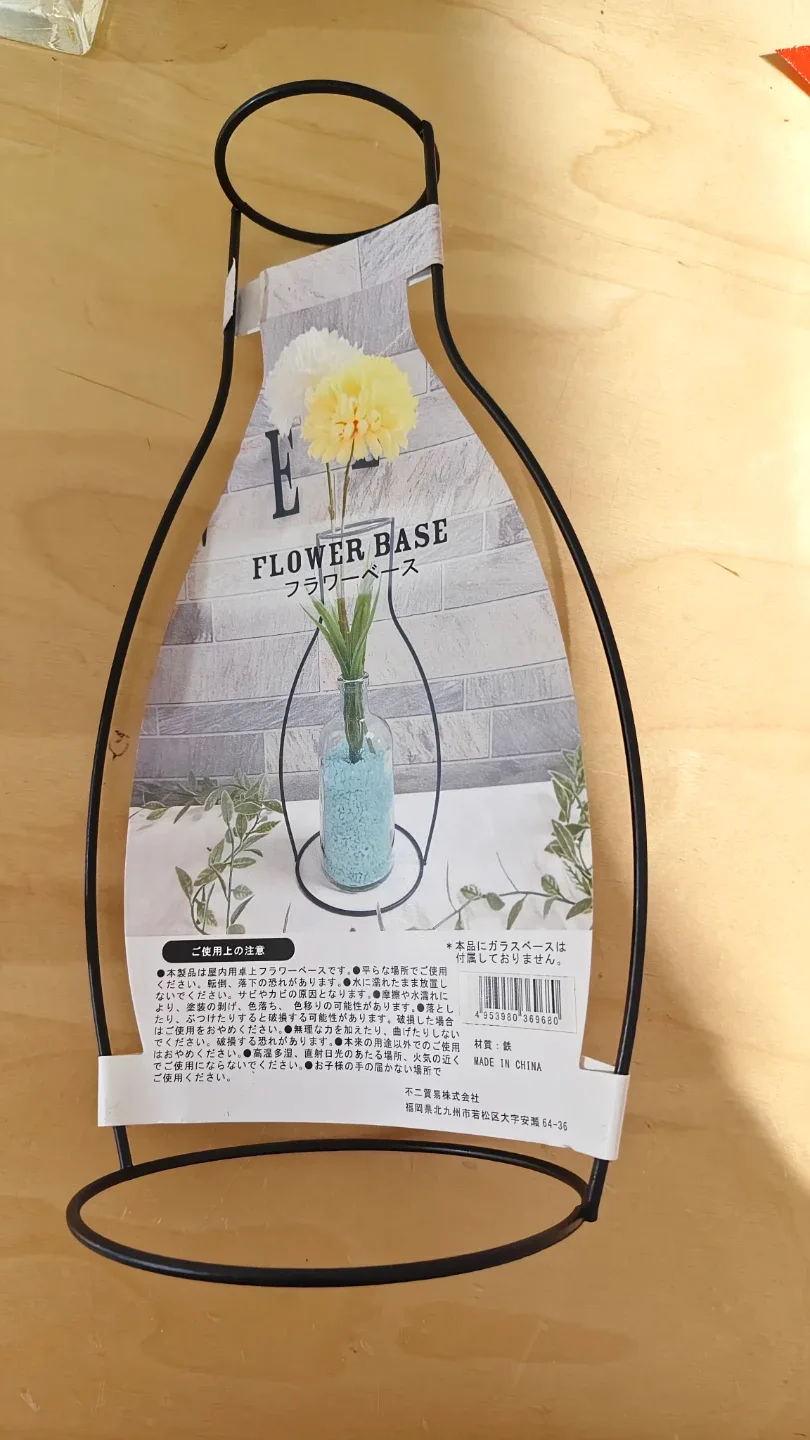 E
FLOWER BASE
フラワーベース
ご使用上の注意
●本製品は屋内用卓上フラワーベースです。●平らな場所でご使用
ください。転倒、落下の恐れがあります。●水に濡れたまま放置し
ないでください。サビやカビの原因となります。●摩擦や水濡れに
より、塗装の剥げ、色落ち、色移りの可能性があります。●落とし
たり、ぶつけたりすると破損する可能性があります。破損した場合
はご使用をおやめください。●無理な力を加えたり、曲げたりしない
でください。破損する恐れがあります。●本来の用途以外でのご使用
はおやめください。●高温多湿、直射日光のあたる場所、火気の近く
でご使用にならないでください。●お子様の手の届かない場所で
ご使用ください。
＊本品にガラスベースは
付属しておりません。
4 953980 369680
材質：鉄
MADE IN CHINA
不二貿易株式会社
福岡県北九州市若松区大字安瀬 64-36